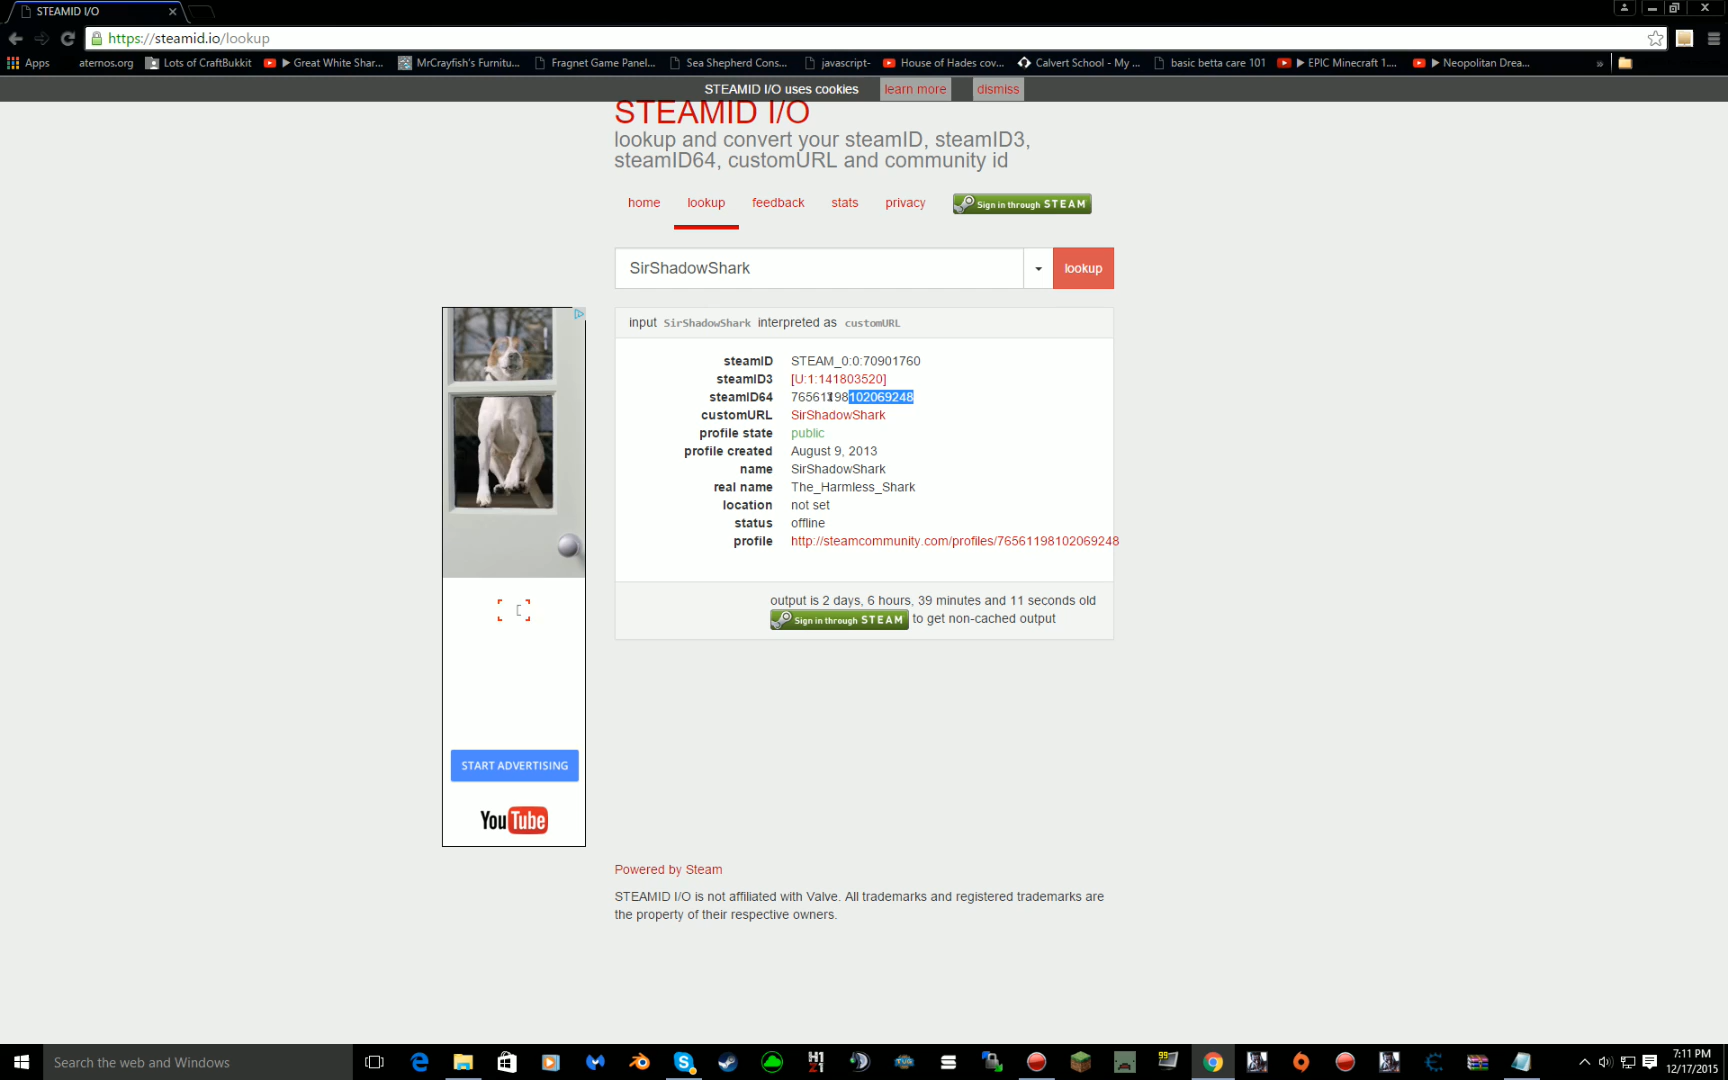 STEAMID I/O
https://steamid.io/lookup
Apps aternos.org Lots of CraftBukkit Great White Shar... MrCrayfish's Furnitu... Fragnet Game Panel... Sea Shepherd Cons... javascript- House of Hades cov... Calvert School - My ... basic betta care 101 EPIC Minecraft 1.... Neopolitan Drea... »
STEAMID I/O uses cookies learn more dismiss
STEAMID I/O
lookup and convert your steamID, steamID3,
steamID64, customURL and community id
home lookup feedback stats privacy Sign in through STEAM
SirShadowShark lookup
input SirShadowShark interpreted as customURL
steamID STEAM_0:0:70901760
steamID3 [U:1:141803520]
steamID64 76561198102069248
customURL SirShadowShark
profile state public
profile created August 9, 2013
name SirShadowShark
real name The_Harmless_Shark
location not set
status offline
profile http://steamcommunity.com/profiles/76561198102069248
output is 2 days, 6 hours, 39 minutes and 11 seconds old
Sign in through STEAM to get non-cached output
START ADVERTISING
YouTube
Powered by Steam
STEAMID I/O is not affiliated with Valve. All trademarks and registered trademarks are
the property of their respective owners.
Search the web and Windows
H1
Z1
99
7:11 PM
12/17/2015